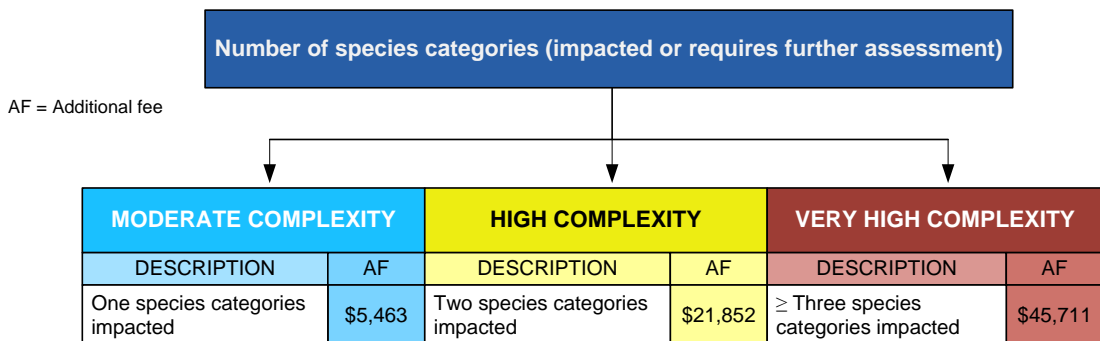 Number of species categories (impacted or requires further assessment)
AF = Additional fee
MODERATE COMPLEXITY
HIGH COMPLEXITY
VERY HIGH COMPLEXITY
DESCRIPTION
AF
DESCRIPTION
AF
DESCRIPTION
AF
One species categories
impacted
$5,463
Two species categories
impacted
$21,852
≥ Three species
categories impacted
$45,711